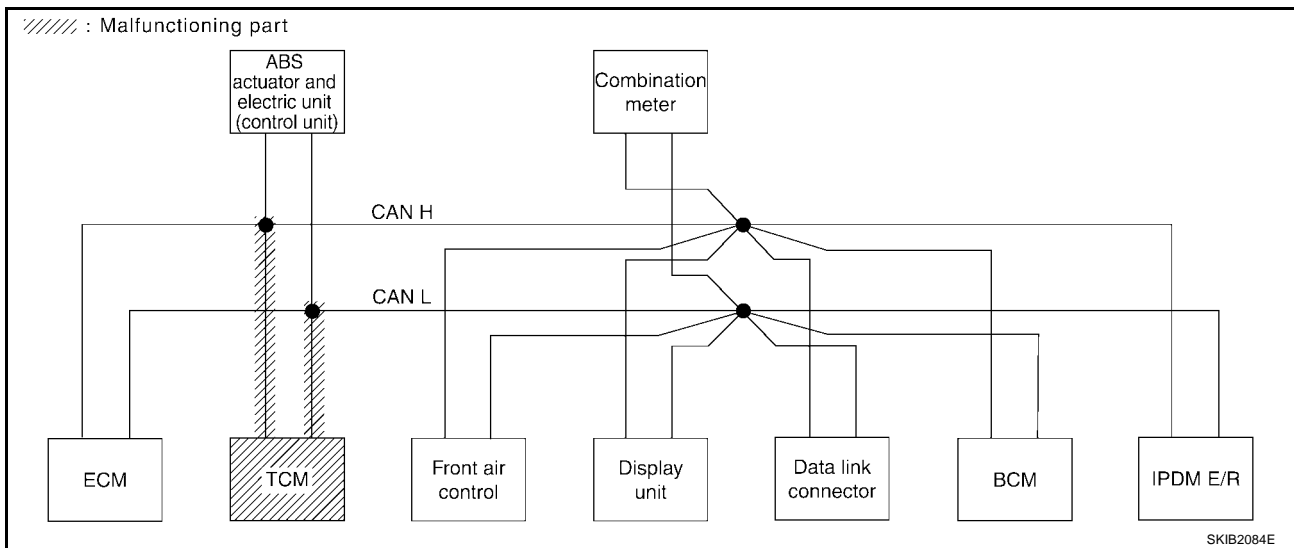 : Malfunctioning part
ABS
actuator and
electric unit
(control unit)
Combination
meter
CAN H
CAN L
ECM
TCM
Front air
control
Display
unit
Data link
connector
BCM
IPDM E/R
SKIB2084E